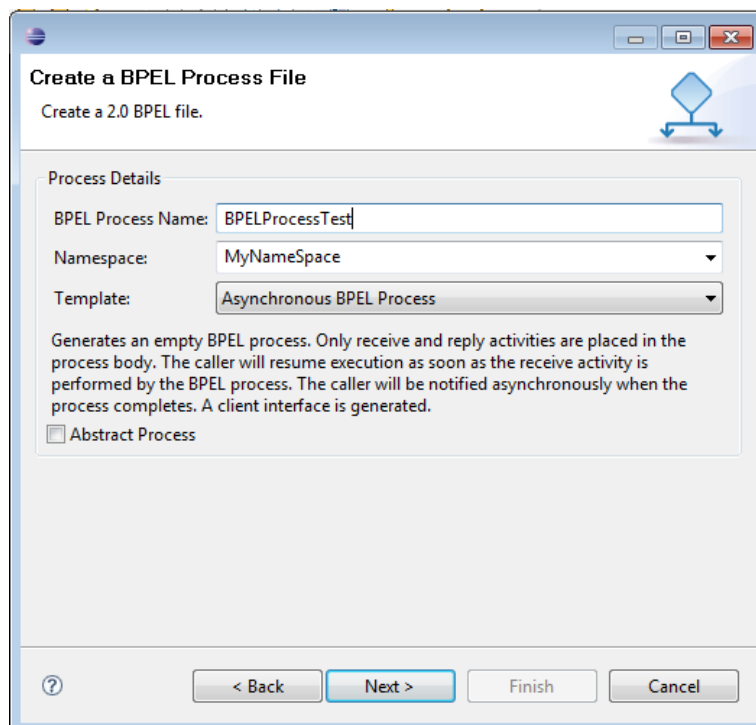 Create a BPEL Process File
Create a 2.0 BPEL file.
Process Details
BPEL Process Name: BPELProcessTest
Namespace: MyNameSpace
Template: Asynchronous BPEL Process
Generates an empty BPEL process. Only receive and reply activities are placed in the
process body. The caller will resume execution as soon as the receive activity is
performed by the BPEL process. The caller will be notified asynchronously when the
process completes. A client interface is generated.
Abstract Process
? < Back Next > Finish Cancel